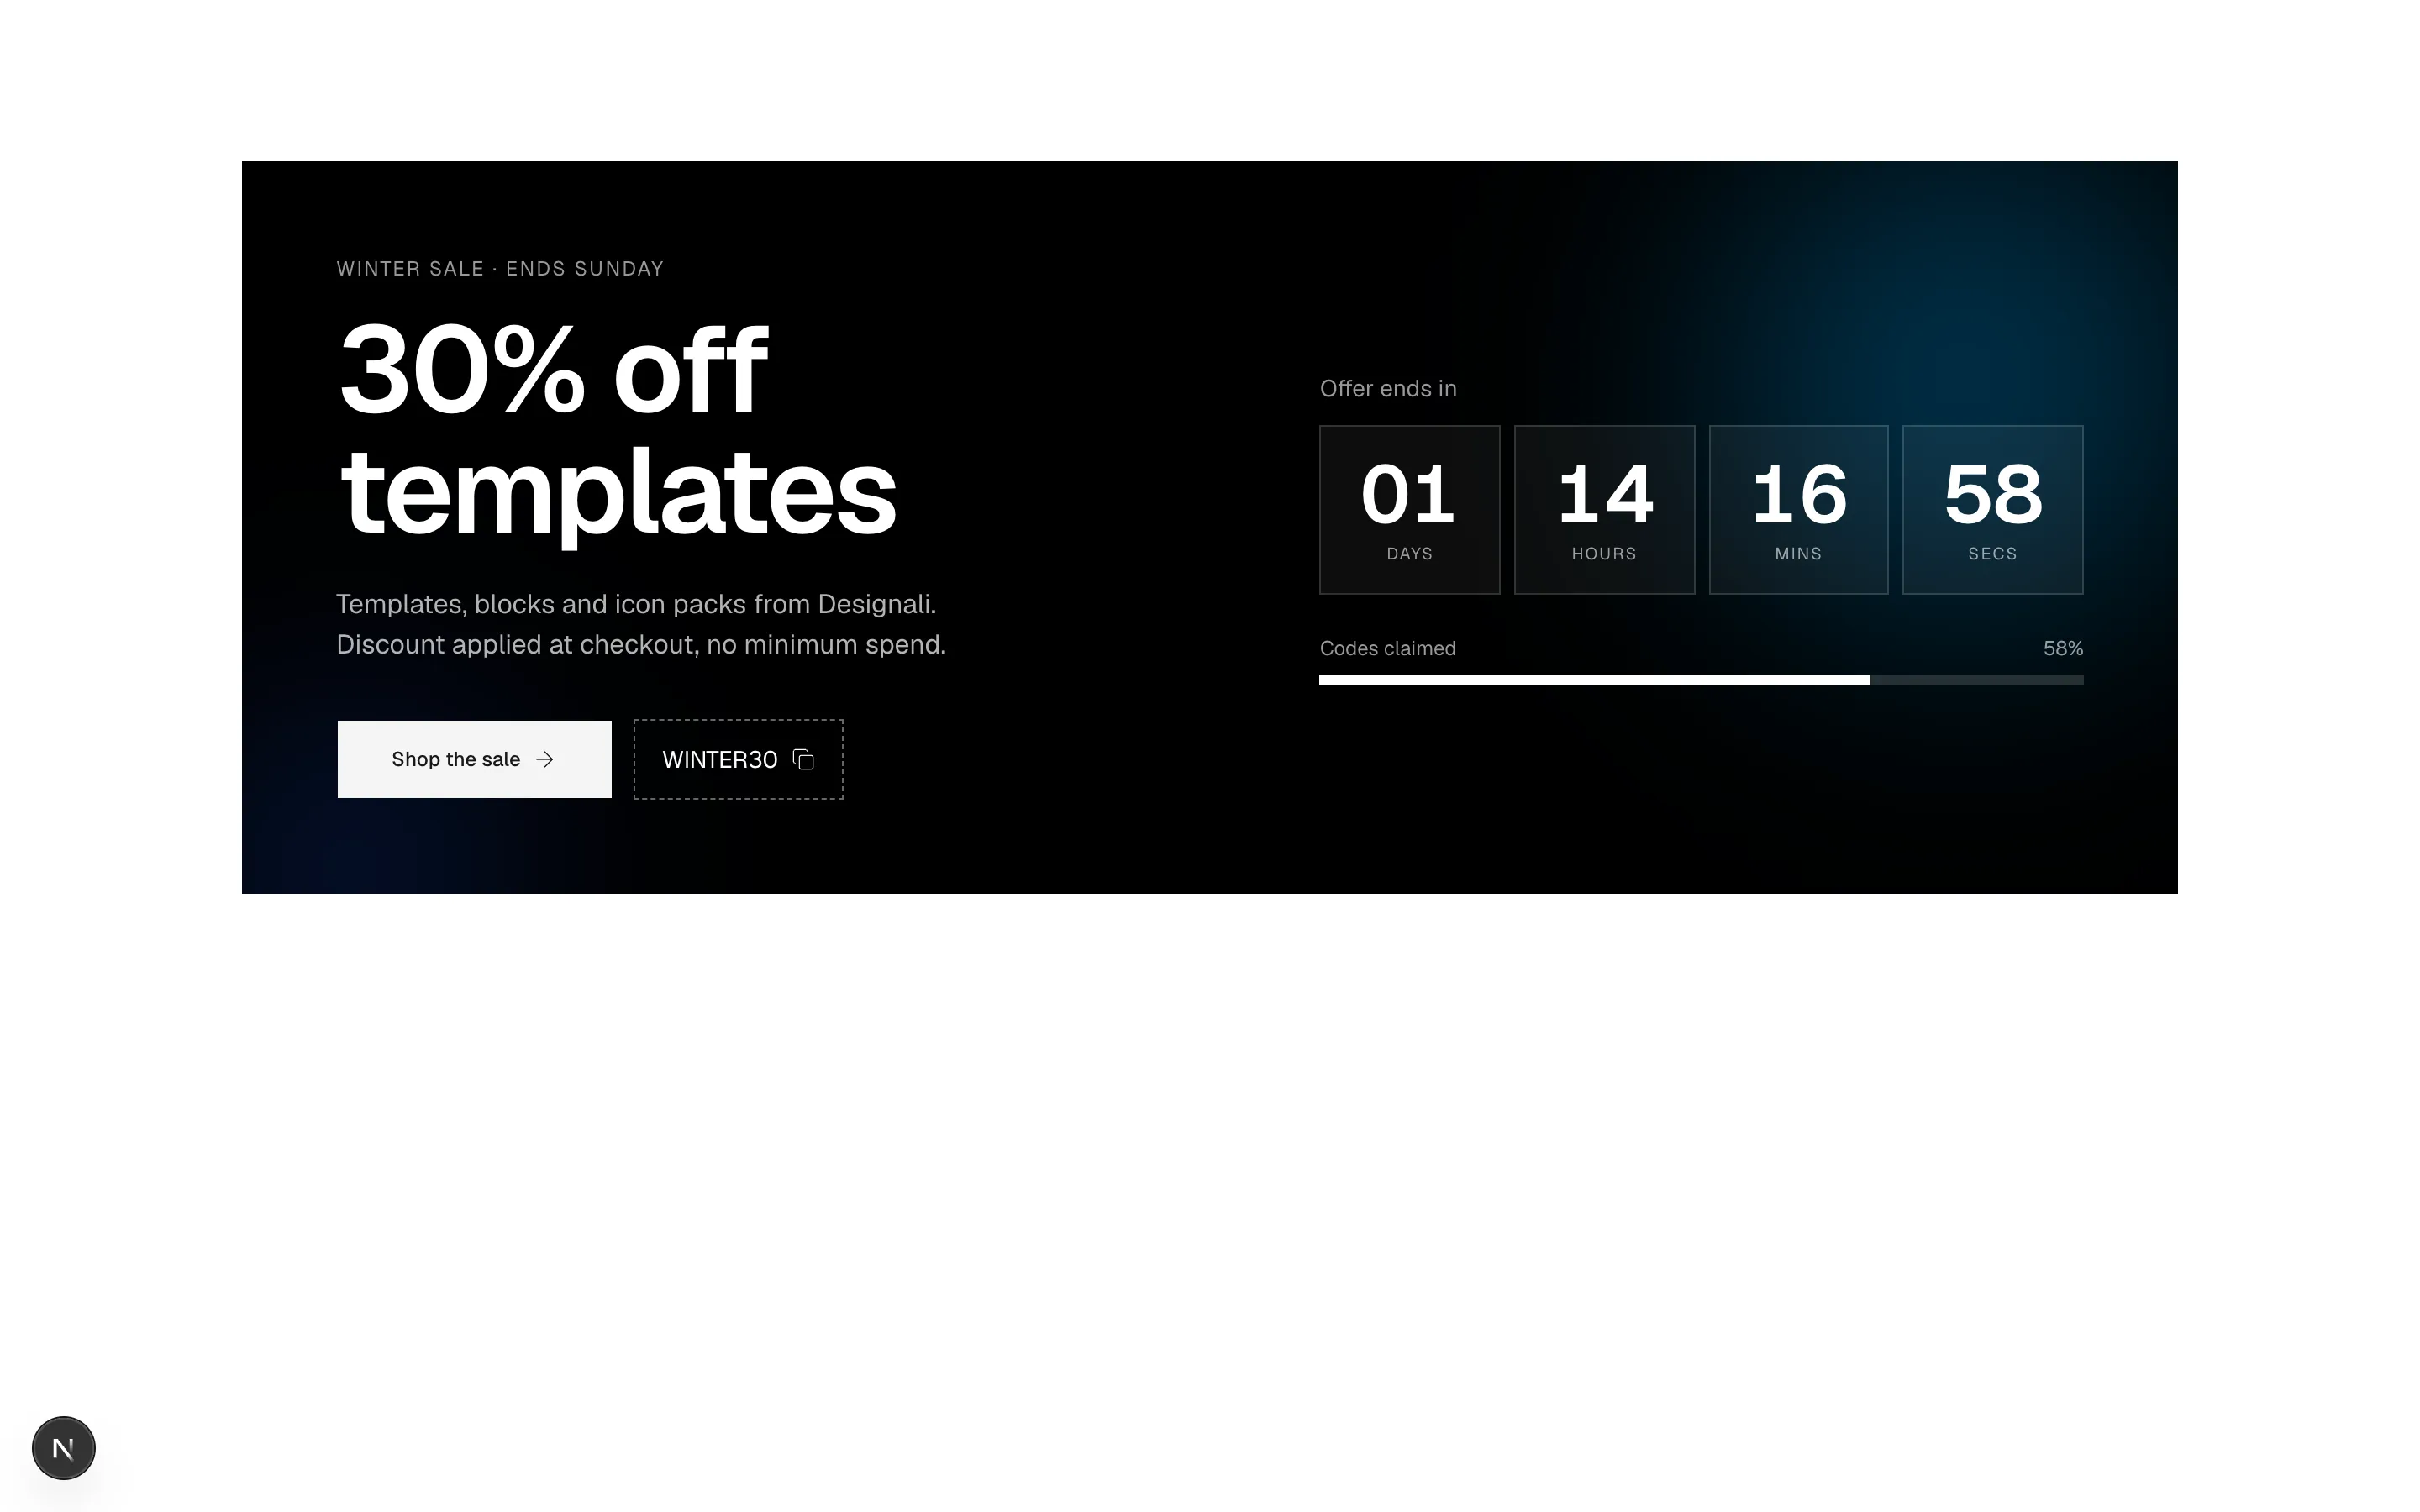 WINTER SALE · ENDS SUNDAY
30% off
templates
Templates, blocks and icon packs from Designali.
Discount applied at checkout, no minimum spend.
Shop the sale
WINTER30
Offer ends in
01 14 16 58
DAYS HOURS MINS SECS
Codes claimed 58%
N